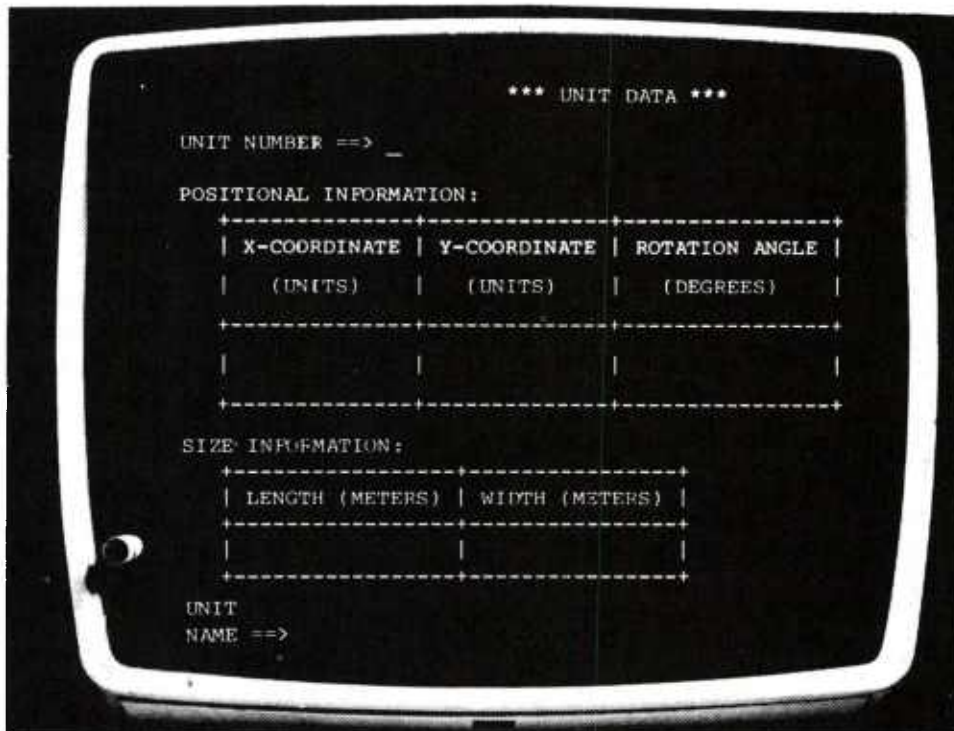 *** UNIT DATA ***
UNIT NUMBER ==> _
POSITIONAL INFORMATION:
+---------------+---------------+----------------+
| X-COORDINATE | Y-COORDINATE | ROTATION ANGLE |
| (UNITS) | (UNITS) | (DEGREES) |
+---------------+---------------+----------------+
| | | |
+---------------+---------------+----------------+
SIZE INFORMATION:
+-----------------+----------------+
| LENGTH (METERS) | WIDTH (METERS) |
+-----------------+----------------+
| | |
+-----------------+----------------+
UNIT
NAME ==>